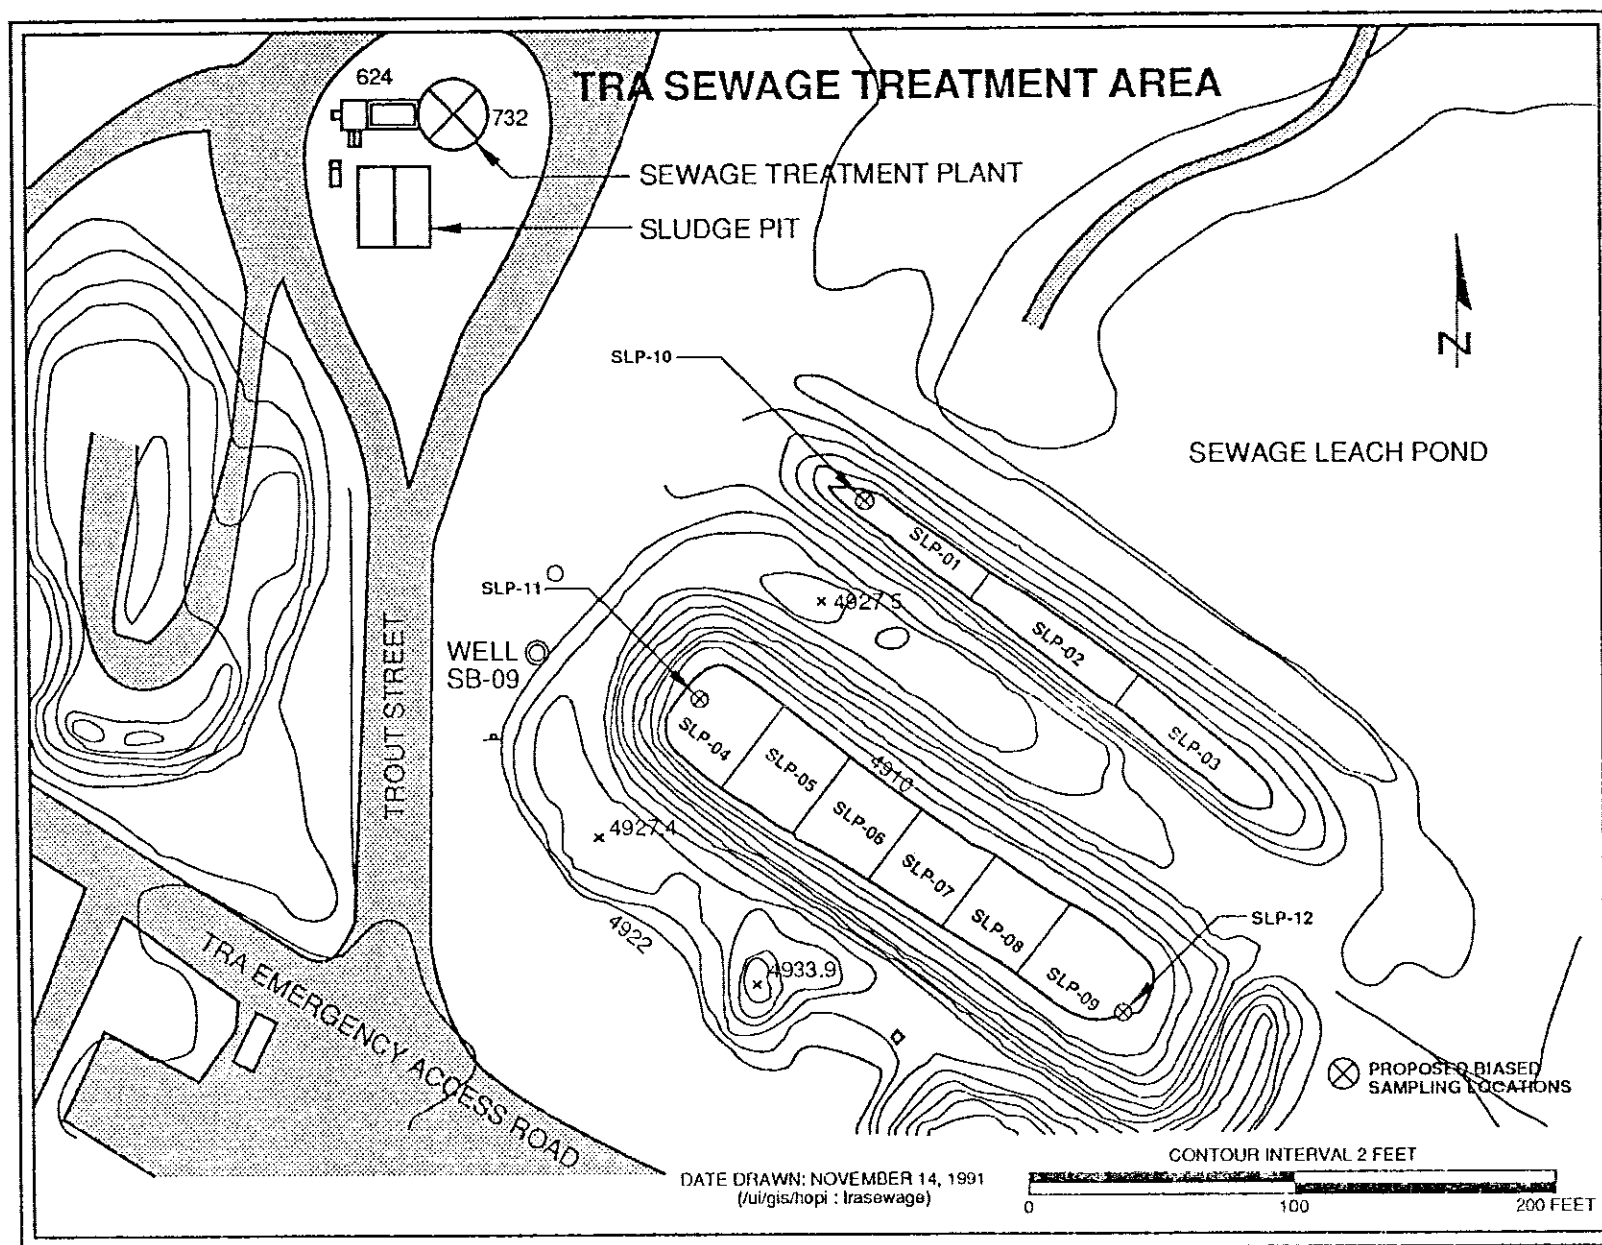 624
TRA SEWAGE TREATMENT AREA
732
SEWAGE TREATMENT PLANT
SLUDGE PIT
N
SLP-10
SEWAGE LEACH POND
SLP-01
SLP-11
4927.5
SLP-02
WELL
SB-09
TROUT STREET
SLP-03
SLP-04
SLP-05
4910
SLP-06
4927.4
SLP-07
SLP-08
SLP-12
4922
4933.9
SLP-09
TRA EMERGENCY ACCESS ROAD
PROPOSED BIASED
SAMPLING LOCATIONS
CONTOUR INTERVAL 2 FEET
DATE DRAWN: NOVEMBER 14, 1991
(/ui/gis/hopi : trasewage)
0 100 200 FEET